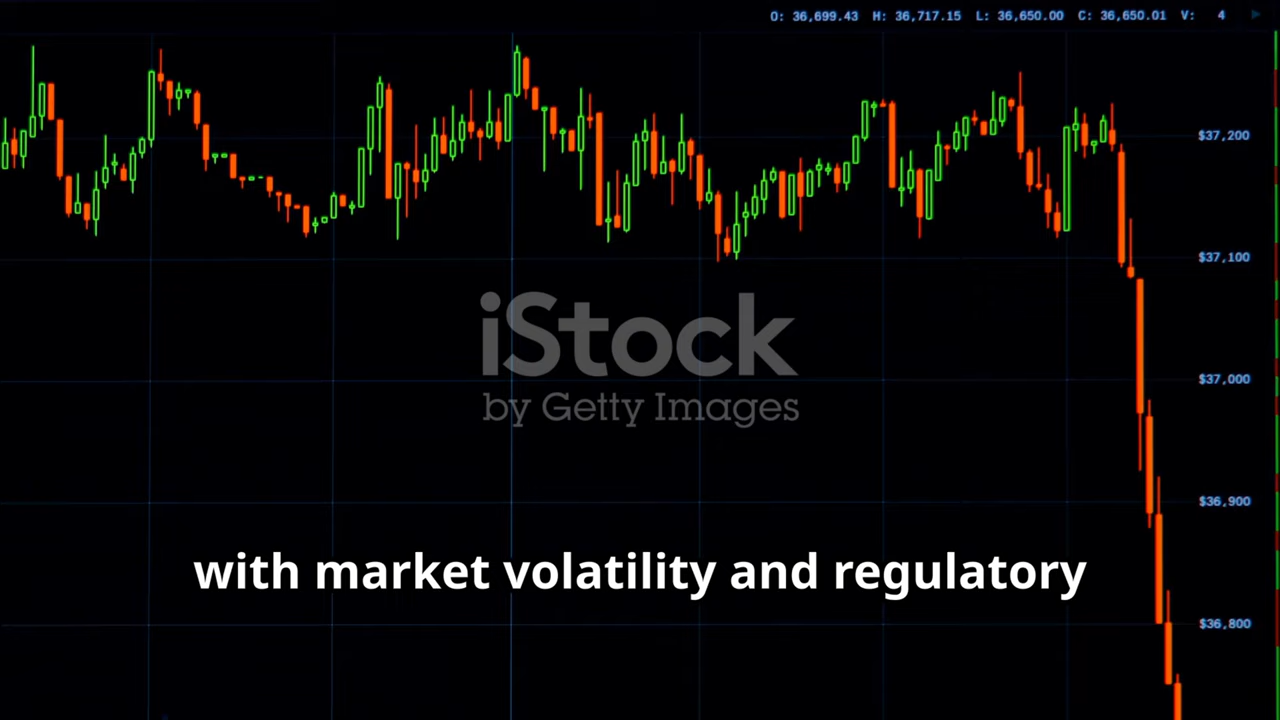 O: 36,699.43 H: 36,717.15 L: 36,650.00 C: 36,650.01 V: 4
$37,200
$37,100
iStock
by Getty Images
$37,000
$36,900
with market volatility and regulatory
$36,800